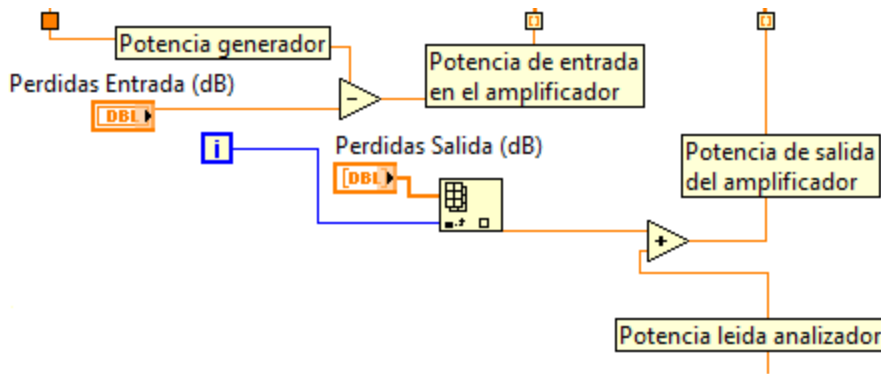 Potencia generador
Potencia de entrada
en el amplificador
Perdidas Entrada (dB)
DBL
-
i
Perdidas Salida (dB)
[DBL]
Potencia de salida
del amplificador
+
Potencia leida analizador